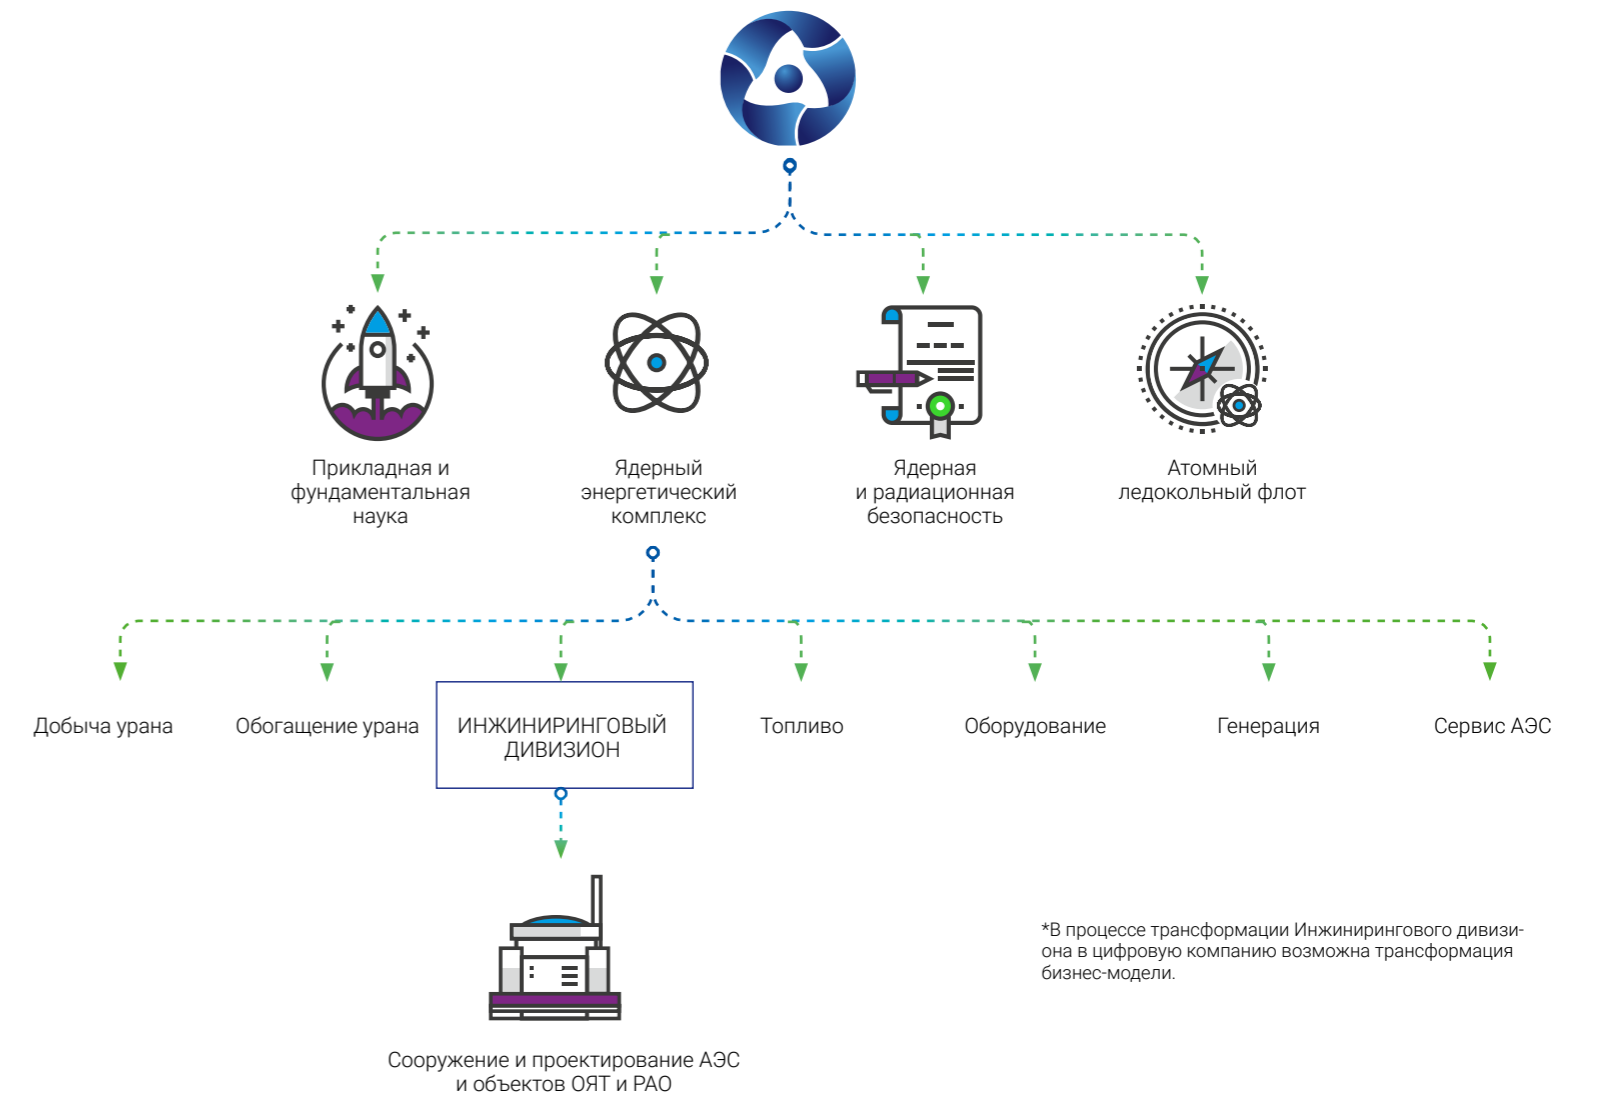 Прикладная и
фундаментальная
наука
Ядерный
энергетический
комплекс
Ядерная
и радиационная
безопасность
Атомный
ледокольный флот
Добыча урана
Обогащение урана
ИНЖИНИРИНГОВЫЙ
ДИВИЗИОН
Топливо
Оборудование
Генерация
Сервис АЭС
*В процессе трансформации Инжинирингового дивизи-
она в цифровую компанию возможна трансформация
бизнес-модели.
Сооружение и проектирование АЭС
и объектов ОЯТ и РАО